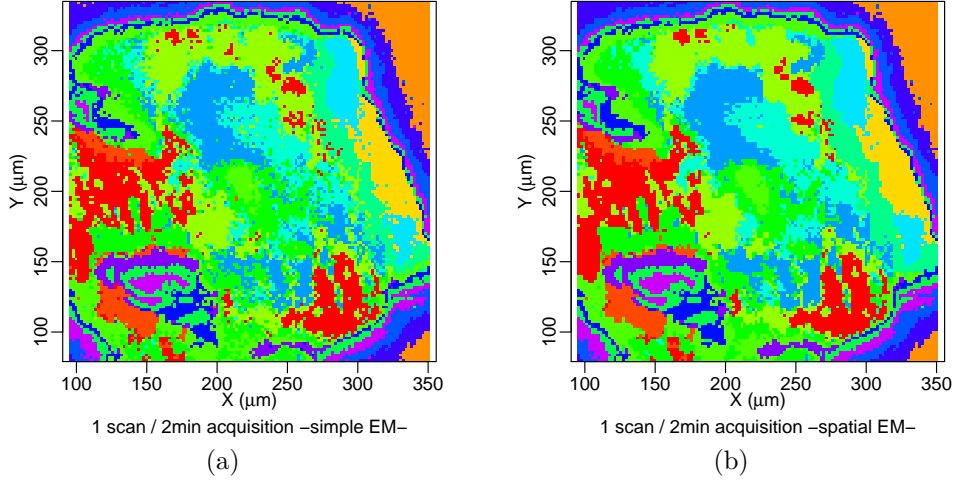 300
250
200
150
100
Y (μm)
100 150 200 250 300 350
X (μm)
1 scan / 2min acquisition −simple EM−
(a)
300
250
200
150
100
Y (μm)
100 150 200 250 300 350
X (μm)
1 scan / 2min acquisition −spatial EM−
(b)